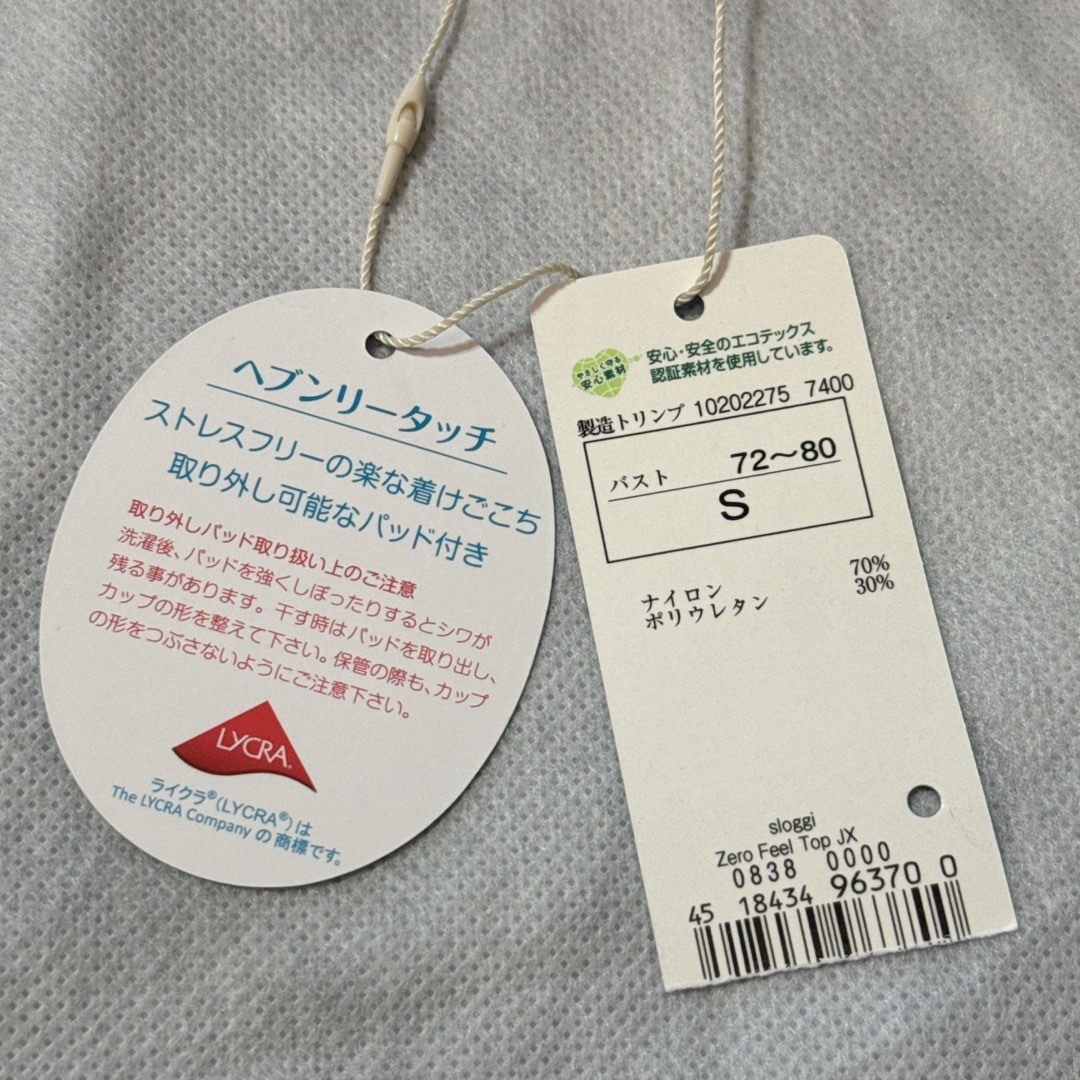 ヘブンリータッチ
ストレスフリーの楽な着けごこち
取り外し可能なパッド付き
取り外しパッド取り扱い上のご注意
洗濯後、パッドを強くしぼったりするとシワが
残る事があります。干す時はパッドを取り出し、
カップの形を整えて下さい。保管の際も、カップ
の形をつぶさないようにご注意下さい。
LYCRA®
ライクラ®(LYCRA®)は
The LYCRA Company の商標です。
やさしく守る
安心素材
安心・安全のエコテックス
認証素材を使用しています。
製造トリンプ 10202275 7400
バスト 72〜80
S
ナイロン 70%
ポリウレタン 30%
sloggi
Zero Feel Top JX
0838 0000
45 18434 96370 0